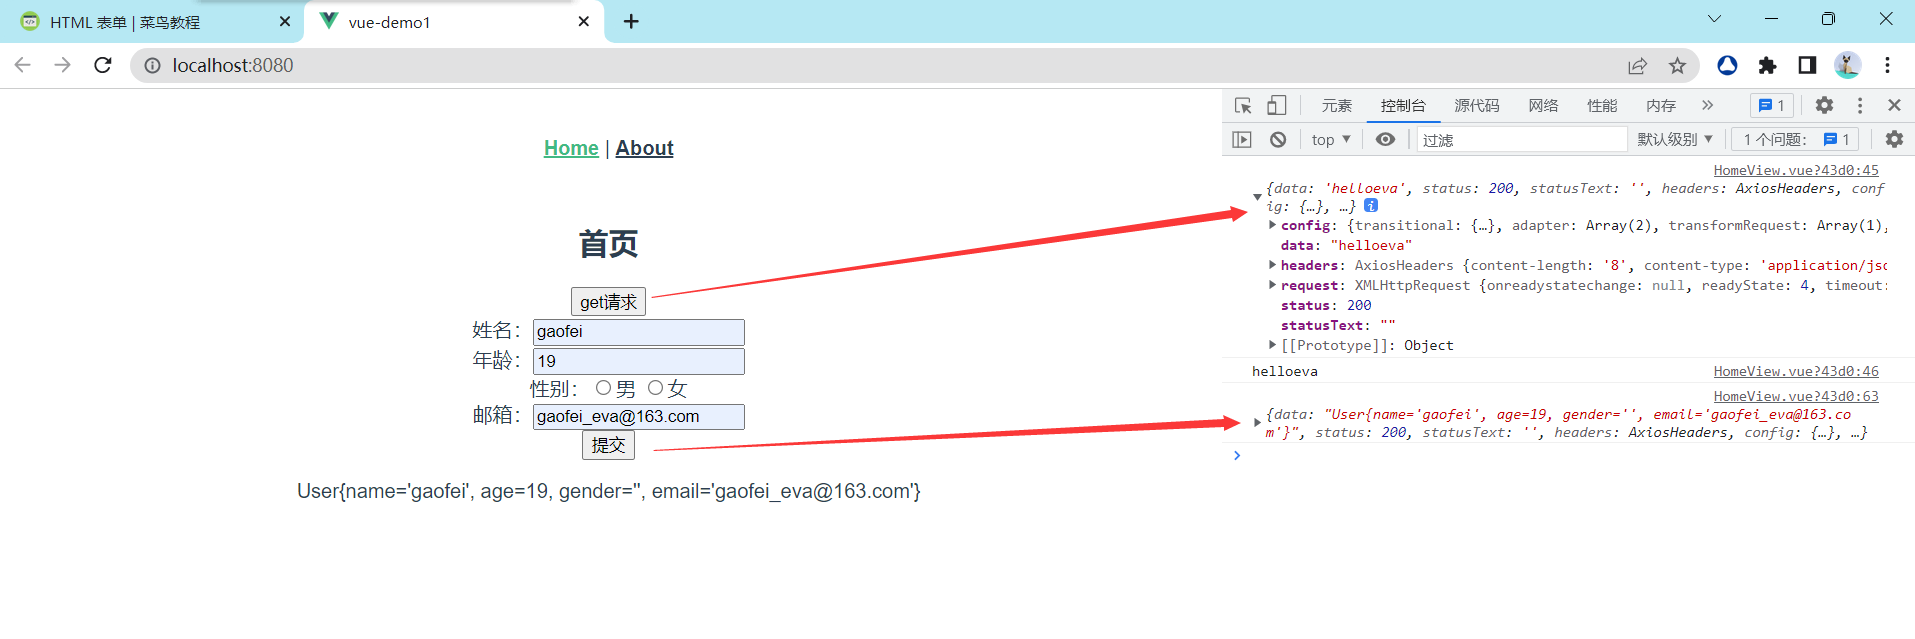 HTML 表单 | 菜鸟教程
vue-demo1
localhost:8080
Home | About
首页
get请求
姓名： gaofei
年龄： 19
性别： 男 女
邮箱： gaofei_eva@163.com
提交
User{name='gaofei', age=19, gender='', email='gaofei_eva@163.com'}
元素 控制台 源代码 网络 性能 内存 » 1
top ▼ 过滤 默认级别 ▼ 1 个问题： 1
HomeView.vue?43d0:45
{data: 'helloeva', status: 200, statusText: '', headers: AxiosHeaders, conf
ig: {…}, …}
config: {transitional: {…}, adapter: Array(2), transformRequest: Array(1),
data: "helloeva"
headers: AxiosHeaders {content-length: '8', content-type: 'application/jsc
request: XMLHttpRequest {onreadystatechange: null, readyState: 4, timeout:
status: 200
statusText: ""
[[Prototype]]: Object
helloeva HomeView.vue?43d0:46
HomeView.vue?43d0:63
{data: "User{name='gaofei', age=19, gender='', email='gaofei_eva@163.co
m'}", status: 200, statusText: '', headers: AxiosHeaders, config: {…}, …}